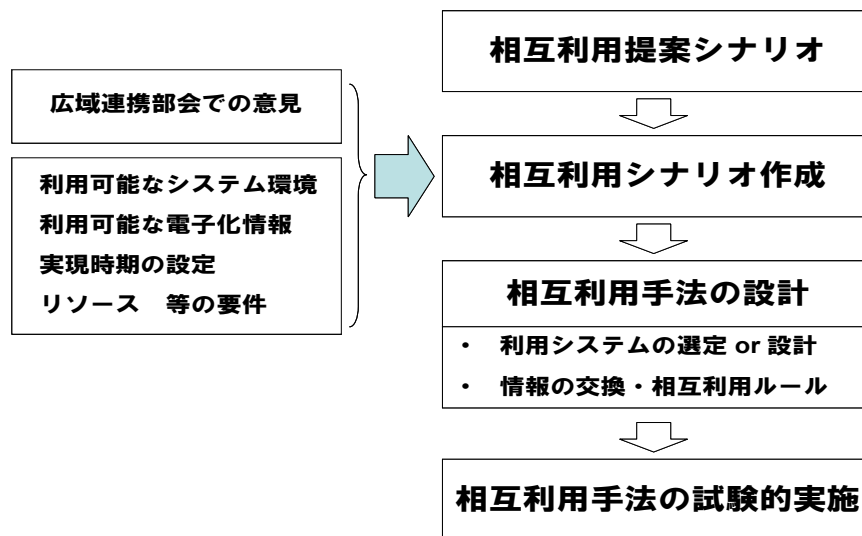 相互利用提案シナリオ
広域連携部会での意見
利用可能なシステム環境
利用可能な電子化情報
実現時期の設定
リソース　等の要件
相互利用シナリオ作成
相互利用手法の設計
・ 利用システムの選定 or 設計
・ 情報の交換・相互利用ルール
相互利用手法の試験的実施